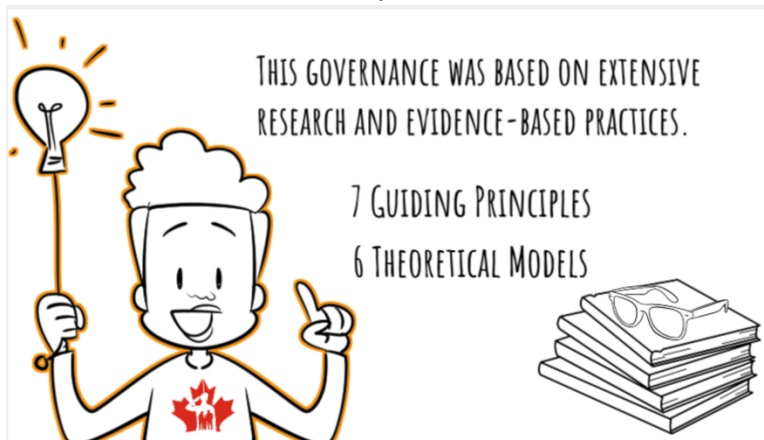 THIS GOVERNANCE WAS BASED ON EXTENSIVE
RESEARCH AND EVIDENCE-BASED PRACTICES.
7 GUIDING PRINCIPLES
6 THEORETICAL MODELS